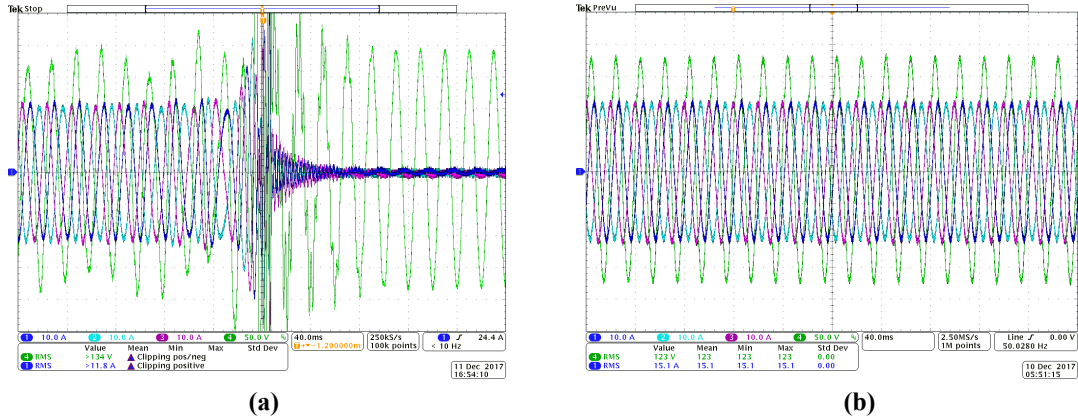 Tek Stop
T
1
1 10.0 A 2 10.0 A 3 10.0 A 4 50.0 V
40.0ms
T→▾−1.200000m
250kS/s
100k points
1 ∫ 24.4 A
< 10 Hz
Value Mean Min Max Std Dev
4 RMS >134 V Clipping pos/neg
1 RMS >11.8 A Clipping positive
11 Dec 2017
16:54:10
(a)
Tek PreVu
1
1 10.0 A 2 10.0 A 3 10.0 A 4 50.0 V
40.0ms
2.50MS/s
1M points
Line ∫ 0.00 V
50.0280 Hz
Value Mean Min Max Std Dev
4 RMS 123 V 123 123 123 0.00
1 RMS 15.1 A 15.1 15.1 15.1 0.00
10 Dec 2017
05:51:15
(b)